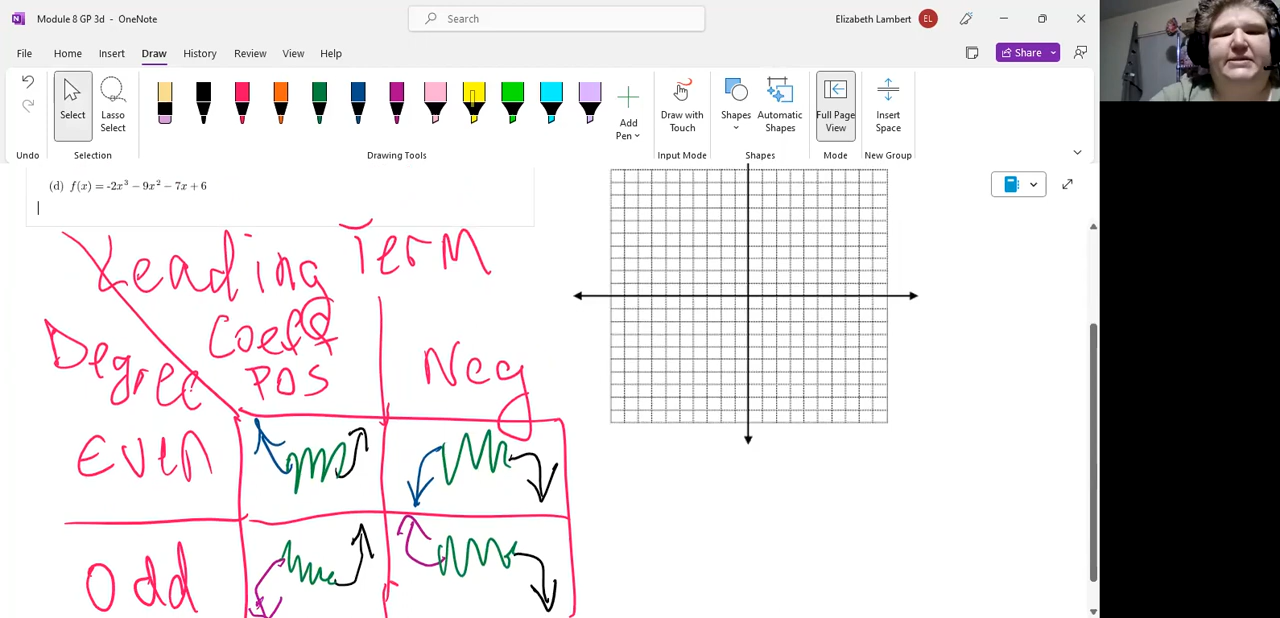 Module 8 GP 3d - OneNote
Search
Elizabeth Lambert EL
File Home Insert Draw History Review View Help
Share
Select
Lasso Select
Add Pen
Draw with Touch
Shapes
Automatic Shapes
Full Page View
Insert Space
Undo
Selection
Drawing Tools
Input Mode
Shapes
Mode
New Group
(d) f(x) = -2x³ − 9x² − 7x + 6
Leading Term
Degree
Coeff
POS
Neg
Even
Odd